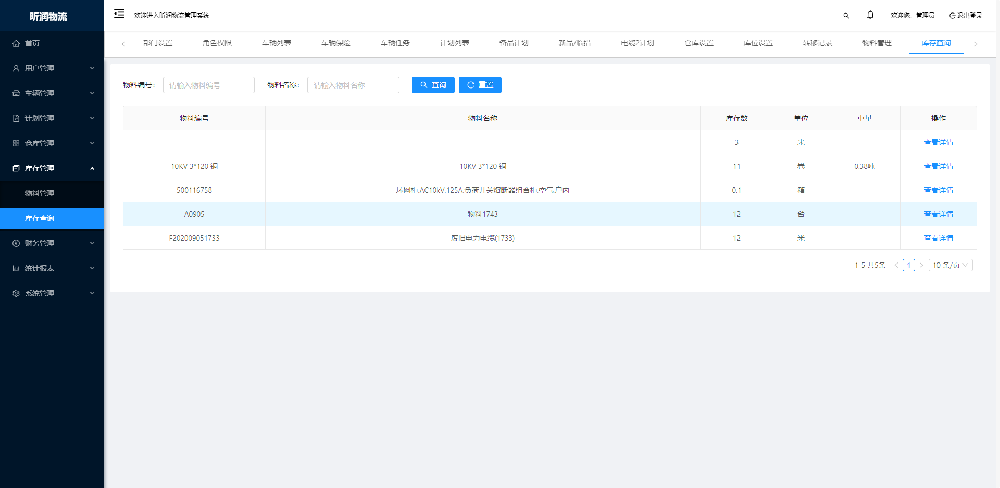 昕润物流
欢迎进入昕润物流管理系统
欢迎您，管理员
退出登录
首页
用户管理
车辆管理
计划管理
仓库管理
库存管理
物料管理
库存查询
财务管理
统计报表
系统管理
部门设置 角色权限 车辆列表 车辆保险 车辆任务 计划列表 备品计划 新品/临措 电缆2计划 仓库设置 库位设置 转移记录 物料管理 库存查询
物料编号： 请输入物料编号 物料名称： 请输入物料名称 查询 重置
物料编号 物料名称 库存数 单位 重量 操作
3 米 查看详情
10KV 3*120 铜 10KV 3*120 铜 11 卷 0.38吨 查看详情
500116758 环网柜,AC10kV,125A,负荷开关熔断器组合柜,空气,户内 0.1 箱 查看详情
A0905 物料1743 12 台 查看详情
F202009051733 废旧电力电缆(1733) 12 米 查看详情
1-5 共5条 1 10 条/页